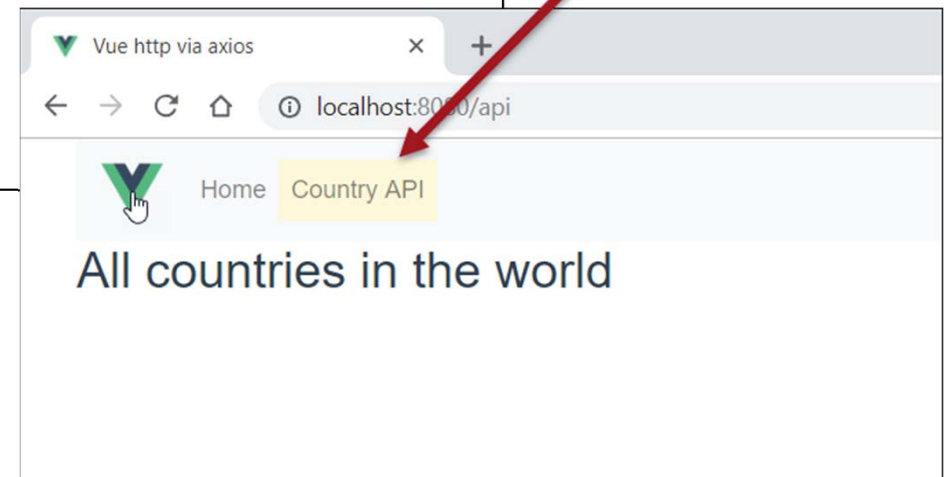 Vue http via axios
localhost:8080/api
Home Country API
All countries in the world